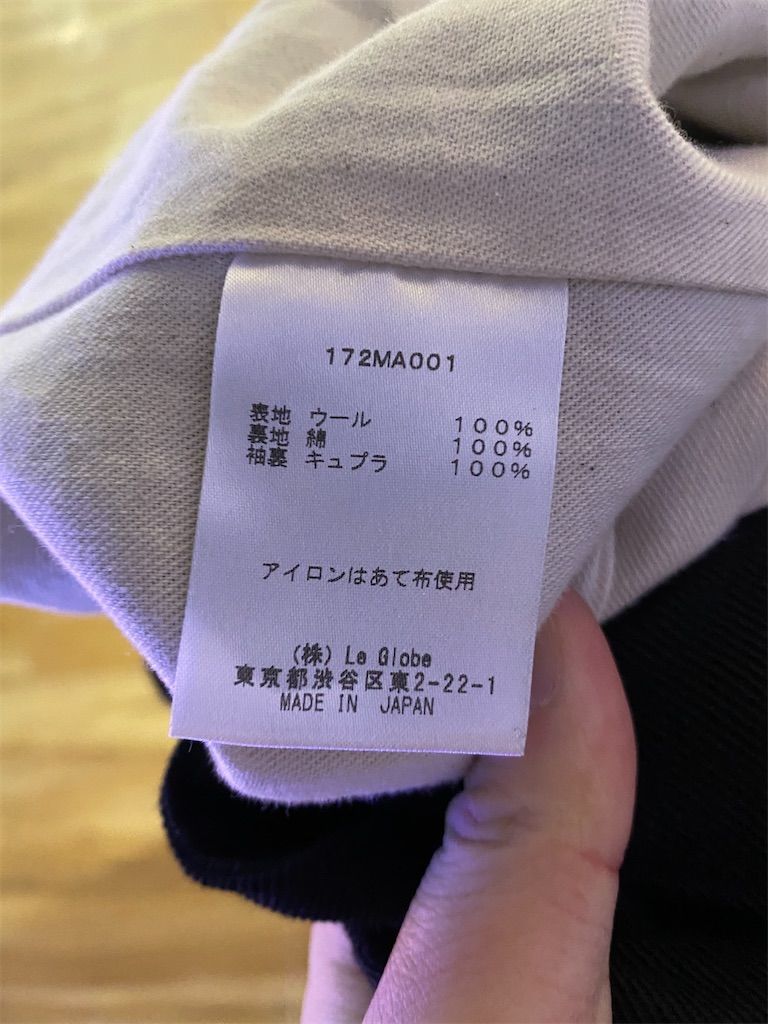 172MA001
表地 ウール 100%
裏地 綿 100%
袖裏 キュプラ 100%
アイロンはあて布使用
(株) Le Globe
東京都渋谷区東2-22-1
MADE IN JAPAN